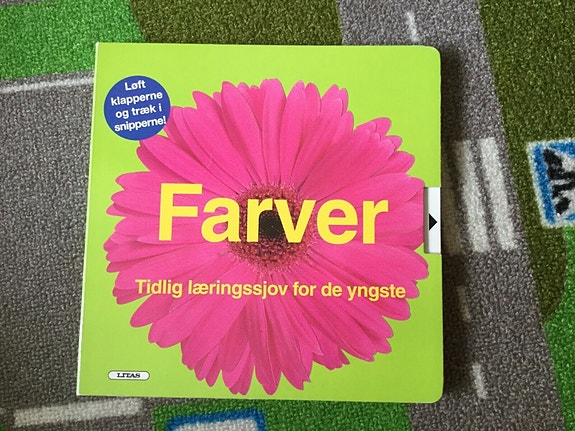 Løft
klapperne
og træk i
snipperne!
Farver
Tidlig læringssjov for de yngste
LITAS